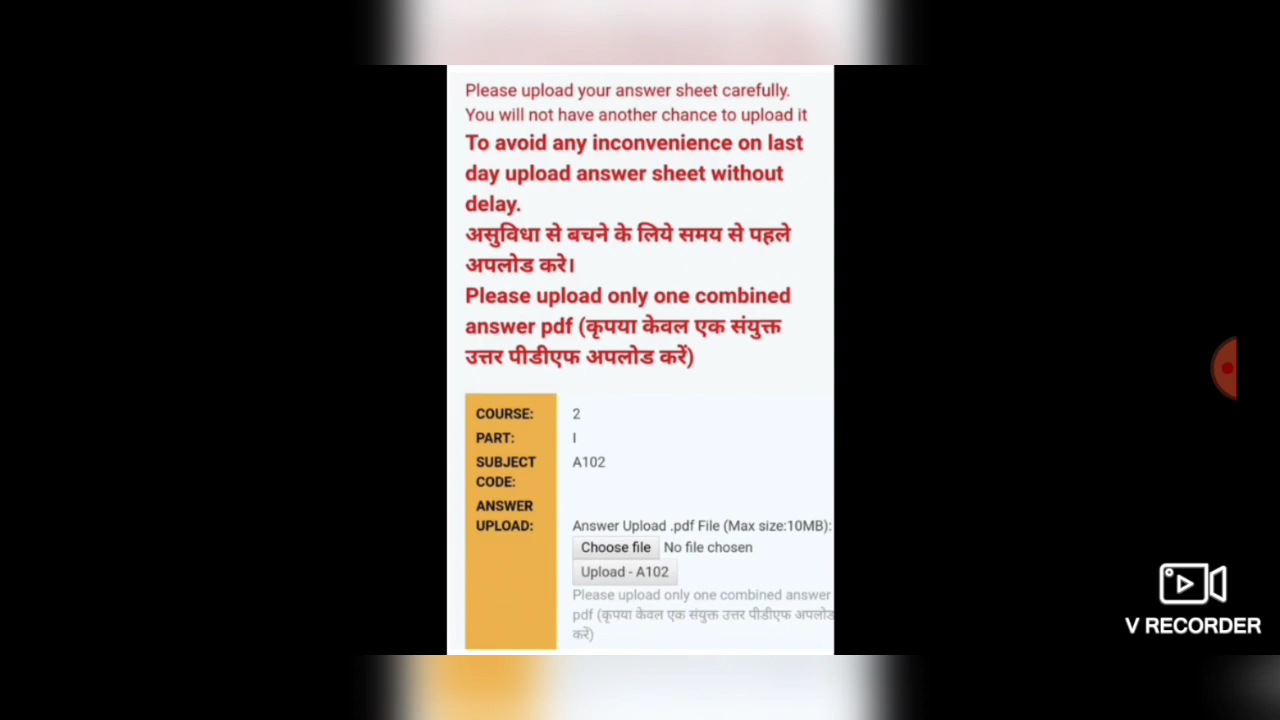 Please upload your answer sheet carefully.
You will not have another chance to upload it
To avoid any inconvenience on last
day upload answer sheet without
delay.
असुविधा से बचने के लिये समय से पहले
अपलोड करे।
Please upload only one combined
answer pdf (कृपया केवल एक संयुक्त
उत्तर पीडीएफ अपलोड करें)
COURSE: 2
PART: I
SUBJECT CODE: A102
ANSWER UPLOAD: Answer Upload .pdf File (Max size:10MB):
Choose file No file chosen
Upload - A102
Please upload only one combined answer
pdf (कृपया केवल एक संयुक्त उत्तर पीडीएफ अपलोड
करें)
V RECORDER